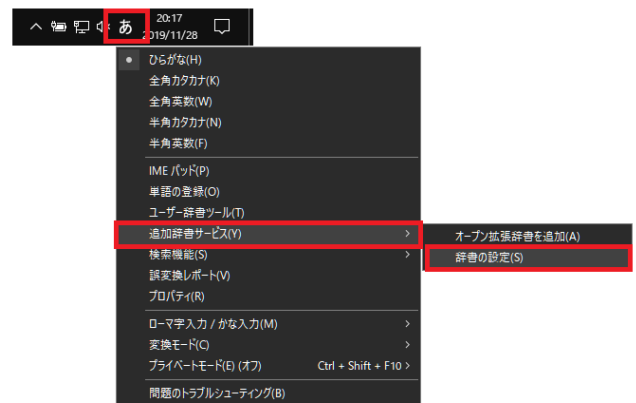 あ
20:17
2019/11/28
ひらがな(H)
全角カタカナ(K)
全角英数(W)
半角カタカナ(N)
半角英数(F)
IME パッド(P)
単語の登録(O)
ユーザー辞書ツール(T)
追加辞書サービス(Y)
オープン拡張辞書を追加(A)
検索機能(S)
辞書の設定(S)
誤変換レポート(V)
プロパティ(R)
ローマ字入力 / かな入力(M)
変換モード(C)
プライベートモード(E) (オフ) Ctrl + Shift + F10
問題のトラブルシューティング(B)